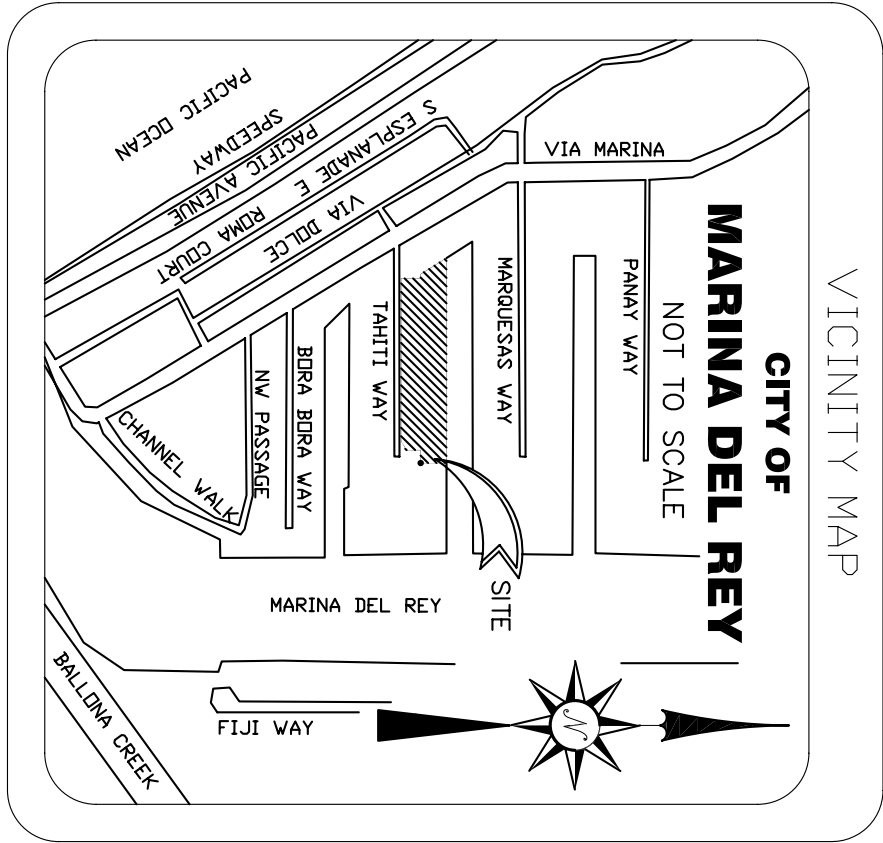 VICINITY MAP
CITY OF
MARINA DEL REY
NOT TO SCALE
PACIFIC OCEAN
SPEEDWAY
PACIFIC AVENUE
S ESPLANADE E
ROMA COURT
VIA DOLCE
VIA MARINA
PANAY WAY
MARQUESAS WAY
TAHITI WAY
BORA BORA WAY
NW PASSAGE
CHANNEL WALK
SITE
MARINA DEL REY
FIJI WAY
BALLONA CREEK
N